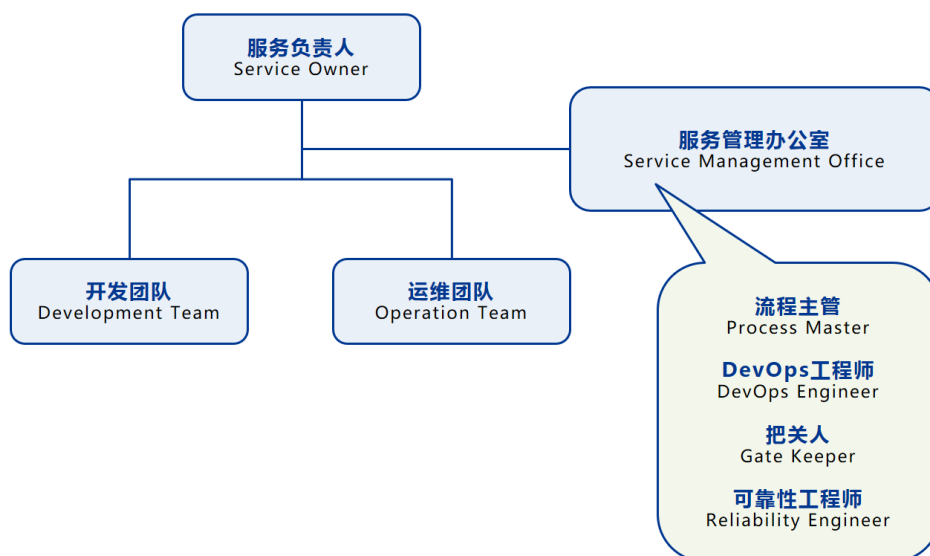 服务负责人
Service Owner
服务管理办公室
Service Management Office
开发团队
Development Team
运维团队
Operation Team
流程主管
Process Master
DevOps工程师
DevOps Engineer
把关人
Gate Keeper
可靠性工程师
Reliability Engineer